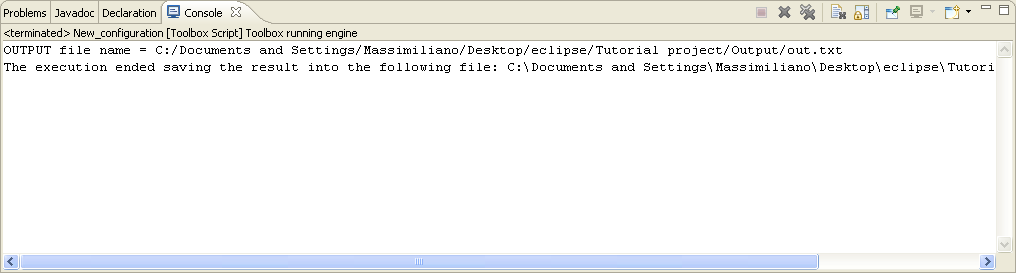 Problems Javadoc Declaration Console
<terminated> New_configuration [Toolbox Script] Toolbox running engine
OUTPUT file name = C:/Documents and Settings/Massimiliano/Desktop/eclipse/Tutorial project/Output/out.txt
The execution ended saving the result into the following file: C:\Documents and Settings\Massimiliano\Desktop\eclipse\Tutori